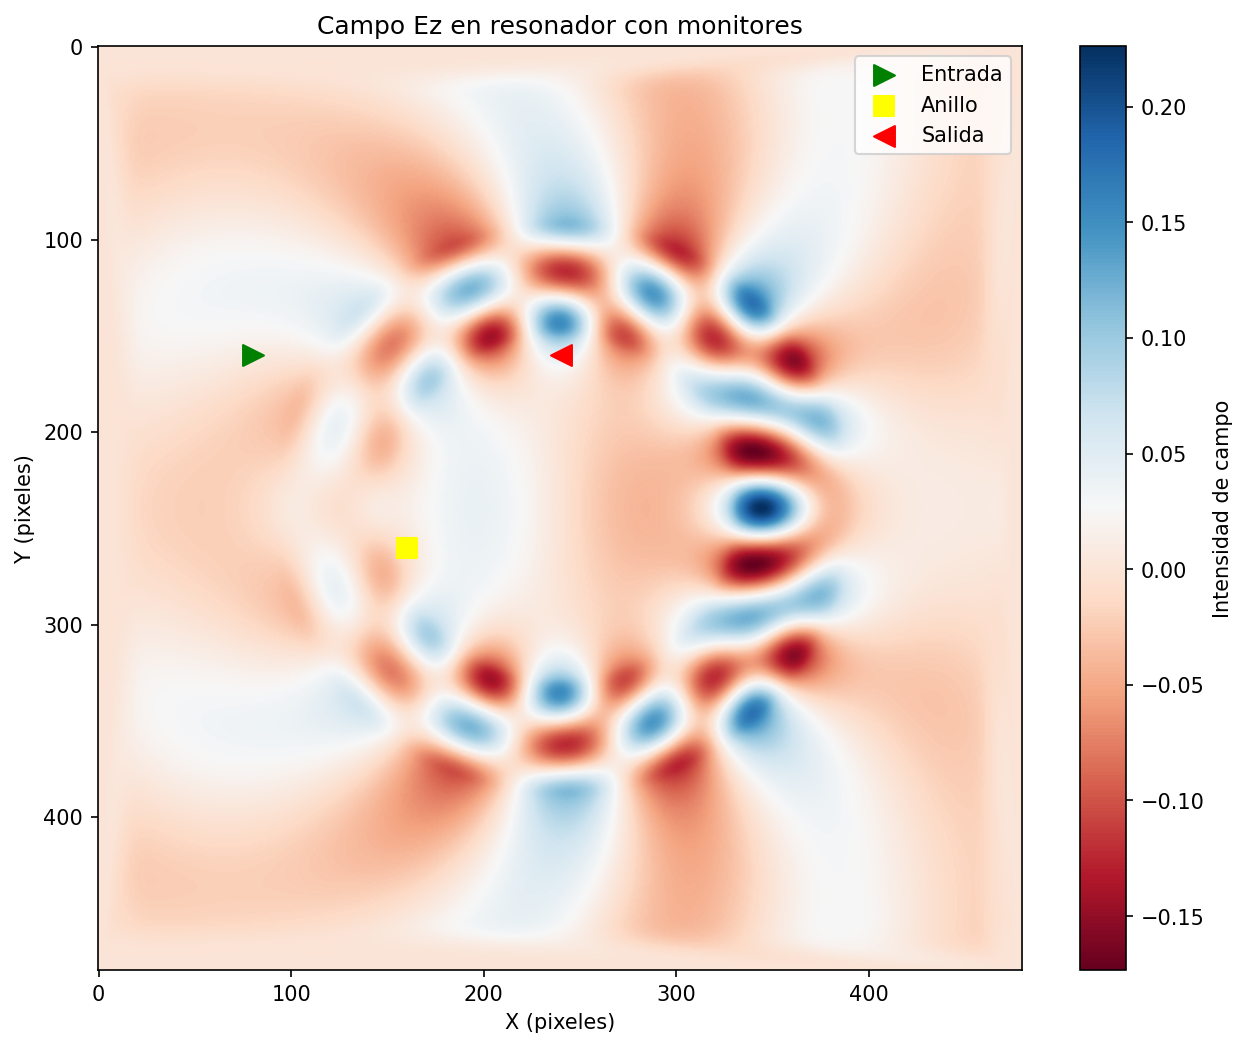 Campo Ez en resonador con monitores
Entrada
Anillo
Salida
0
100
200
300
400
0
100
200
300
400
X (pixeles)
Y (pixeles)
0.20
0.15
0.10
0.05
0.00
−0.05
−0.10
−0.15
Intensidad de campo